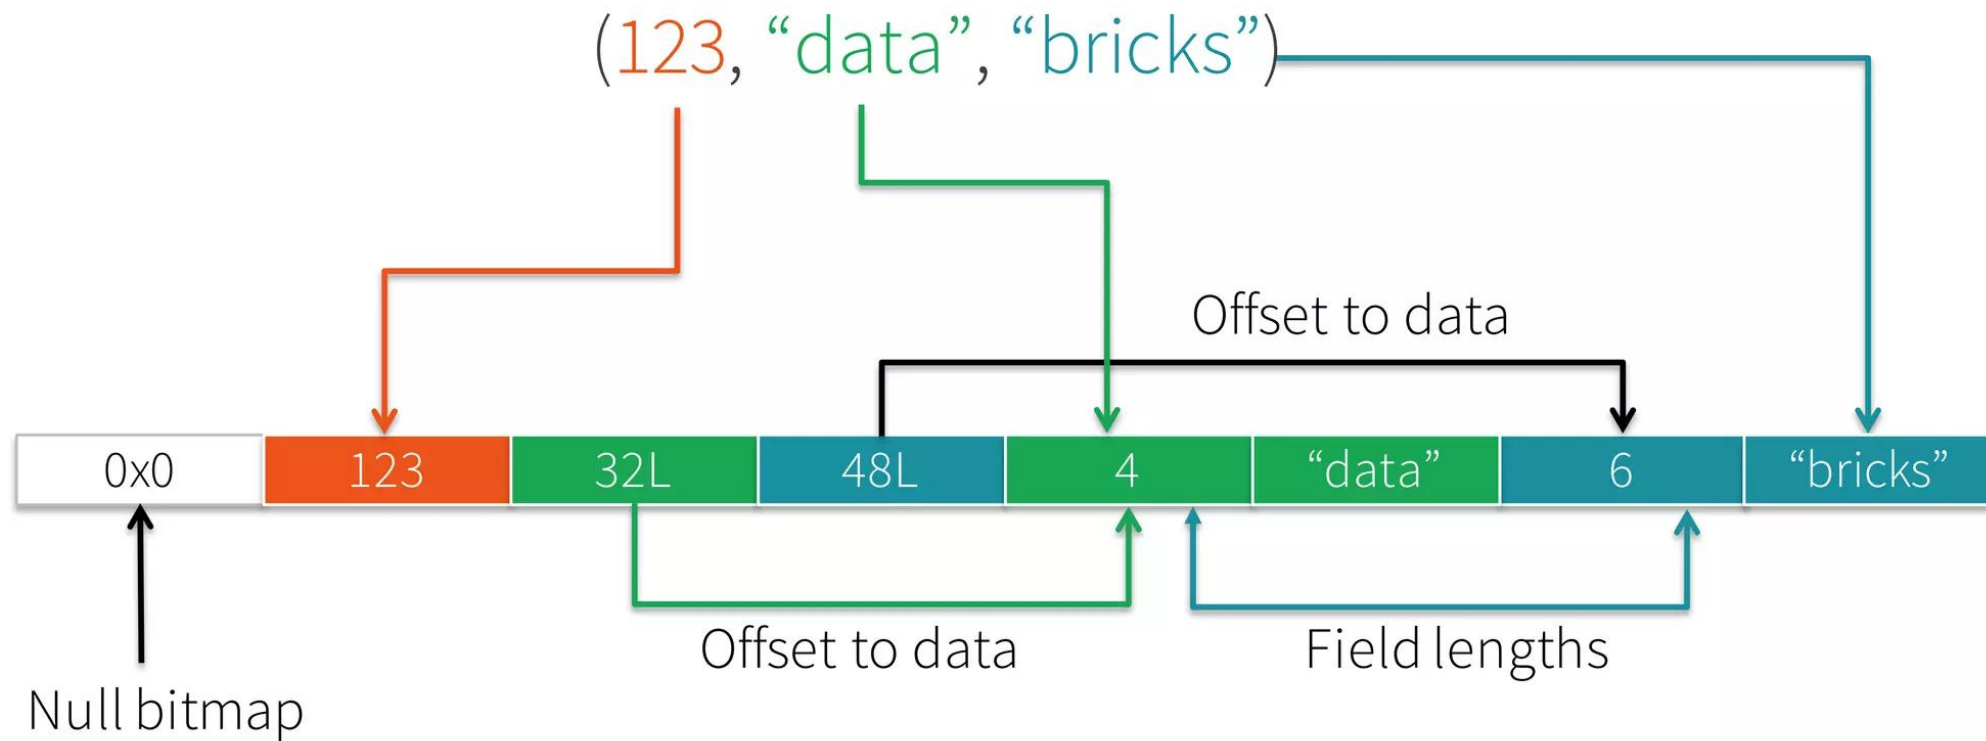 (123, “data”, “bricks”)
Offset to data
0x0 123 32L 48L 4 “data” 6 “bricks”
Offset to data Field lengths
Null bitmap